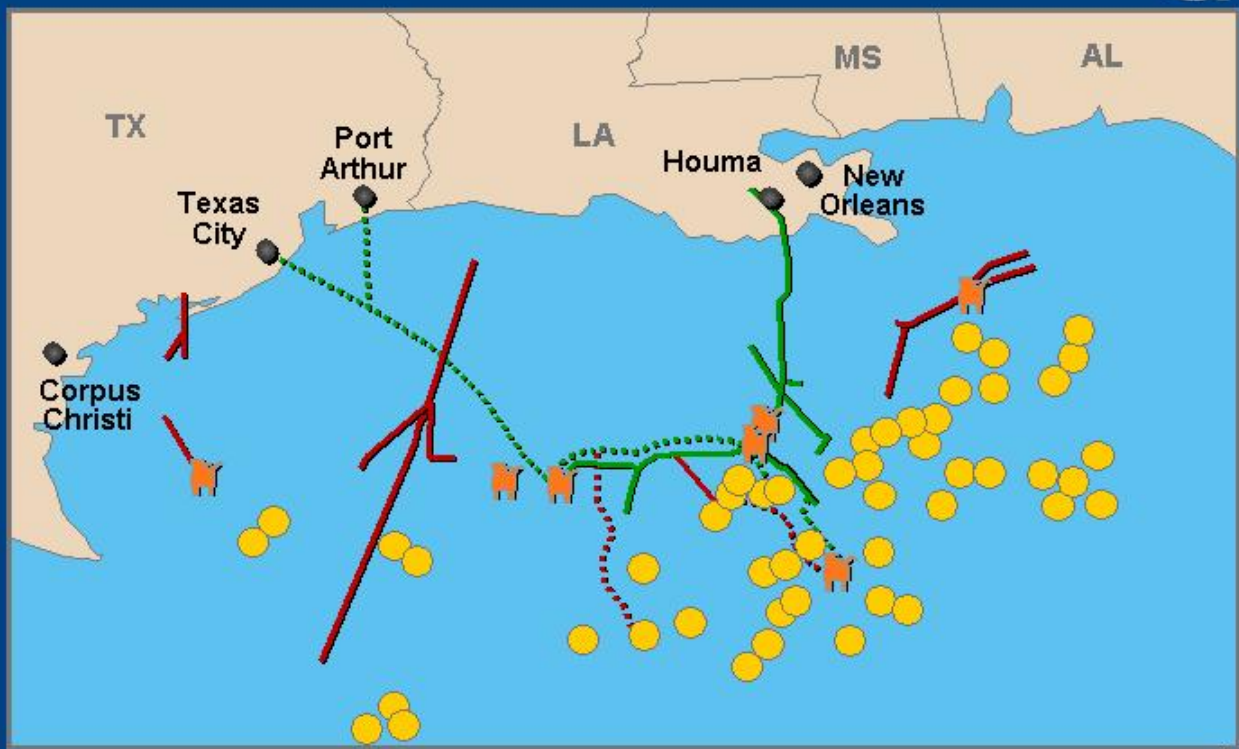 MS
AL
TX
Port
Arthur
LA
Houma
New
Orleans
Texas
City
Corpus
Christi